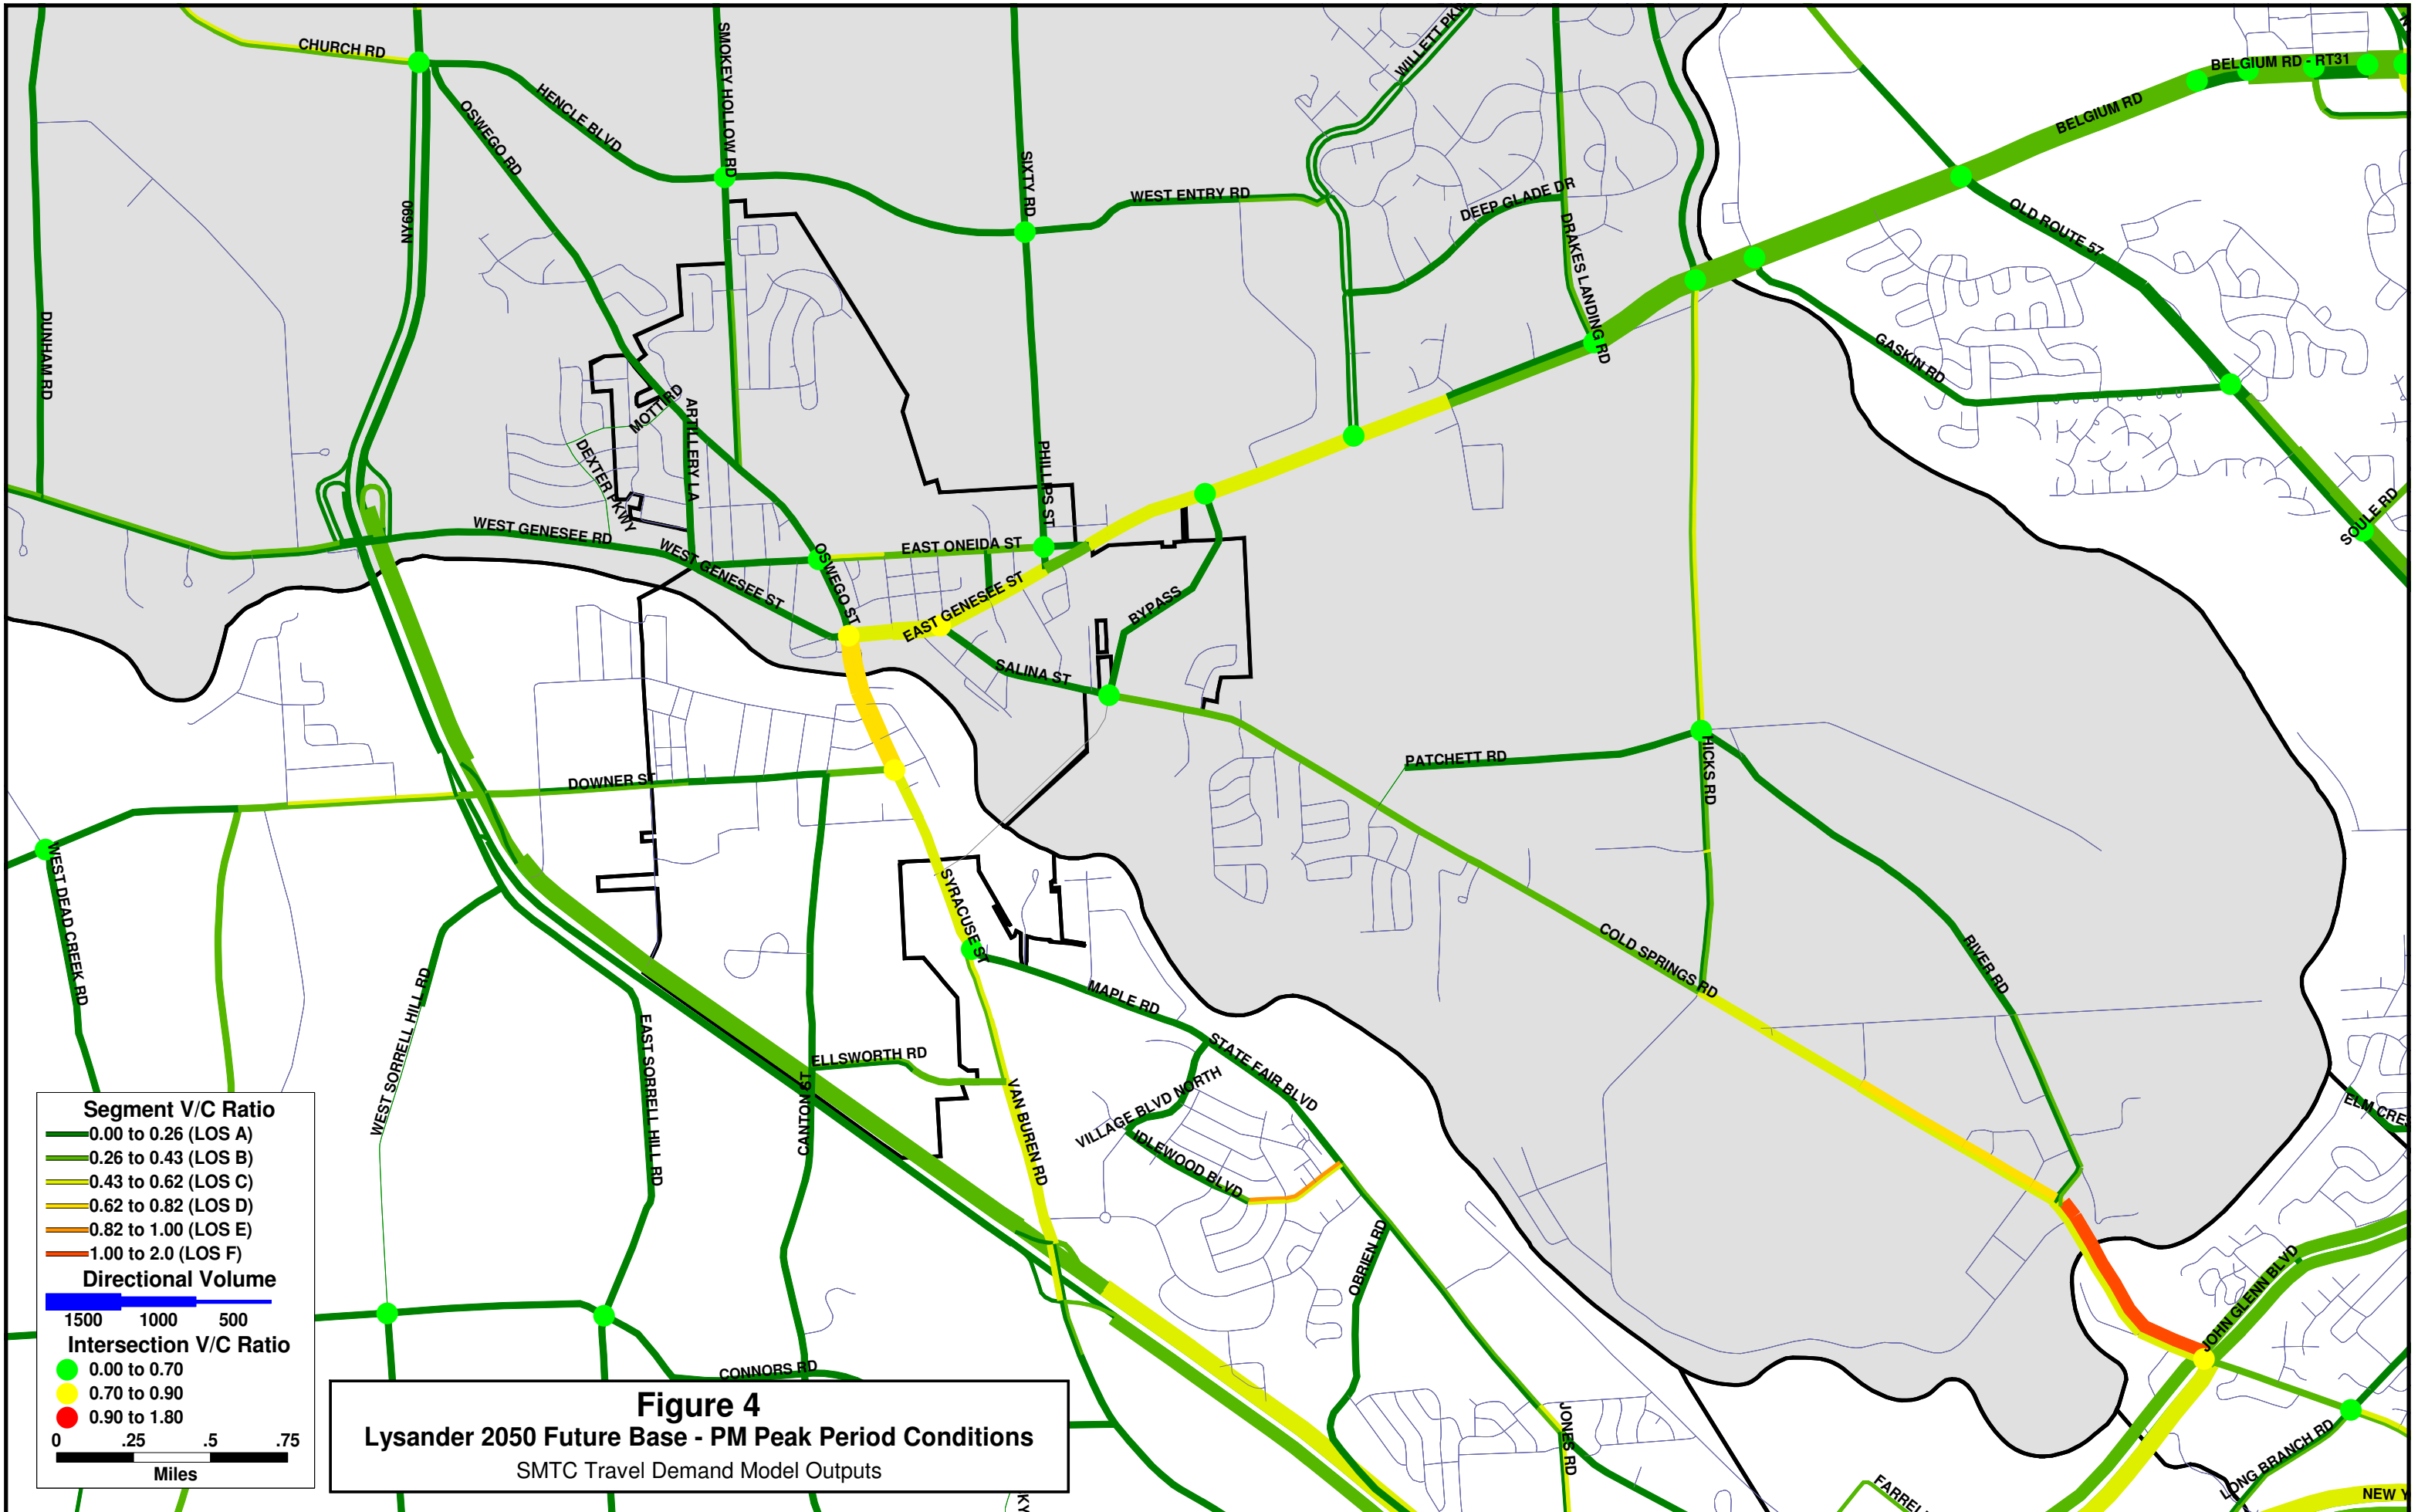 CHURCH RD
SMOKEY HOLLOW RD
WILLETT PKWY
BELGIUM RD - RT31
BELGIUM RD
HENCLE BLVD
OSWEGO RD
SIXTY RD
WEST ENTRY RD
DEEP GLADE DR
DRAKES LANDING RD
OLD ROUTE 57
NY690
DUNHAM RD
GASKIN RD
MOTT RD
ARTILLERY LA
DEXTER PKWY
PHILLIPS ST
SOULE RD
WEST GENESEE RD
WEST GENESEE ST
OSWEGO ST
EAST ONEIDA ST
EAST GENESEE ST
BYPASS
SALINA ST
PATCHETT RD
HICKS RD
DOWNER ST
WEST DEAD CREEK RD
SYRACUSE ST
COLD SPRINGS RD
RIVER RD
WEST SORRELL HILL RD
EAST SORRELL HILL RD
MAPLE RD
STATE FAIR BLVD
ELLSWORTH RD
CANTON ST
VAN BUREN RD
VILLAGE BLVD NORTH
IDLEWOOD BLVD
ELM CRE
OBRIEN RD
JOHN GLENN BLVD
CONNORS RD
JONES RD
LONG BRANCH RD
FARREL
NEW Y
KY
Segment V/C Ratio
0.00 to 0.26 (LOS A)
0.26 to 0.43 (LOS B)
0.43 to 0.62 (LOS C)
0.62 to 0.82 (LOS D)
0.82 to 1.00 (LOS E)
1.00 to 2.0 (LOS F)
Directional Volume
1500 1000 500
Intersection V/C Ratio
0.00 to 0.70
0.70 to 0.90
0.90 to 1.80
0 .25 .5 .75
Miles
Figure 4
Lysander 2050 Future Base - PM Peak Period Conditions
SMTC Travel Demand Model Outputs